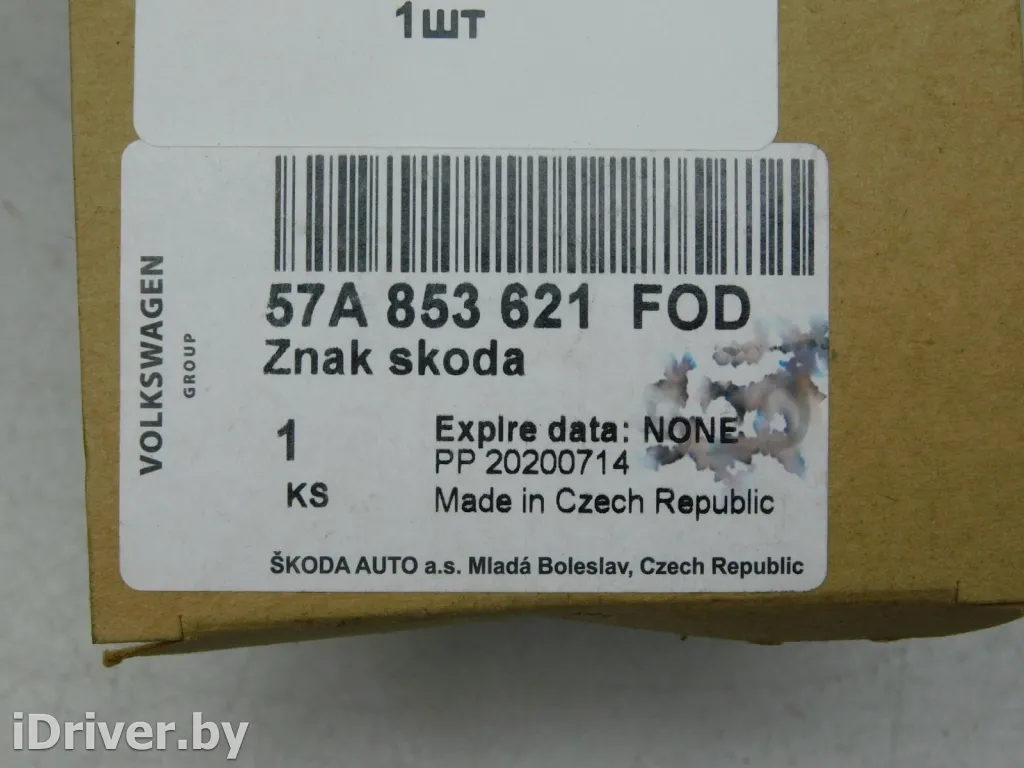 1шт
VOLKSWAGEN
GROUP
57A 853 621 FOD
Znak skoda
1
KS
Expire data: NONE
PP 20200714
Made in Czech Republic
ŠKODA AUTO a.s. Mladá Boleslav, Czech Republic
iDriver.by